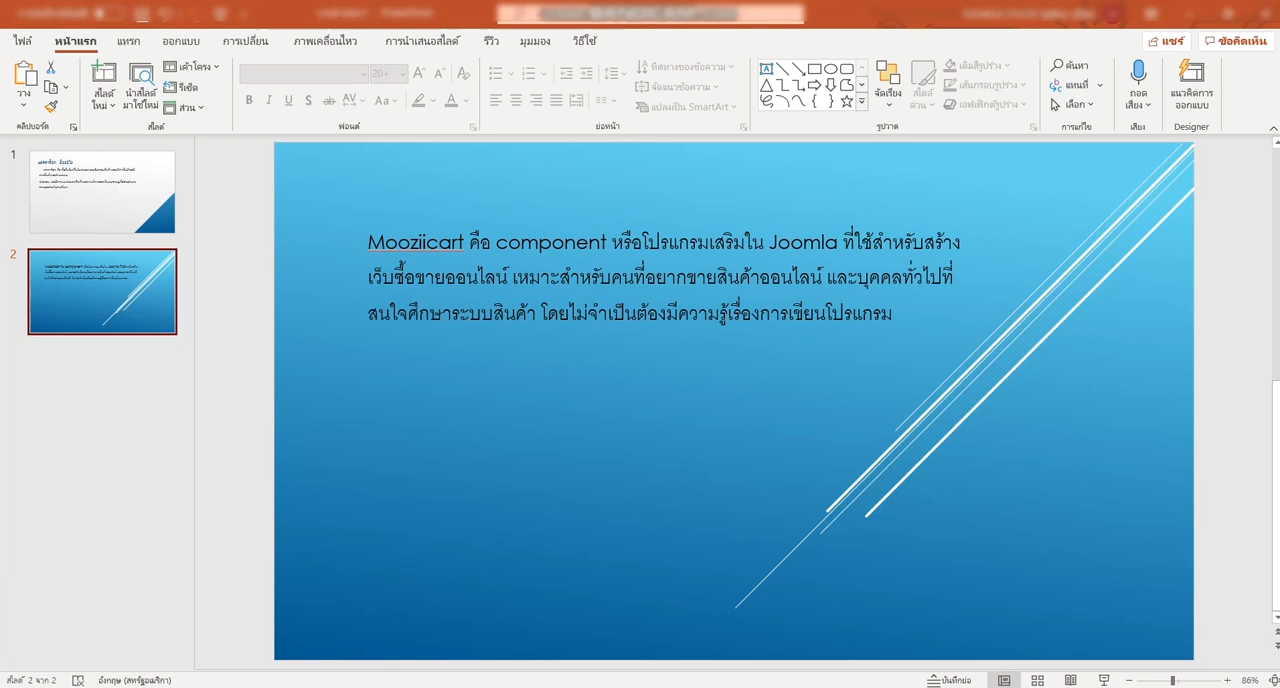 ไฟล์ หน้าแรก แทรก ออกแบบ การเปลี่ยน ภาพเคลื่อนไหว การนำเสนอสไลด์ รีวิว มุมมอง วิธีใช้ แชร์ ข้อคิดเห็น
วาง
คลิปบอร์ด
สไลด์ใหม่
นำสไลด์มาใช้ใหม่
เค้าโครง
รีเซ็ต
ส่วน
สไลด์
20+
B I U S ab AV Aa A
ฟอนต์
ทิศทางของข้อความ
จัดแนวข้อความ
แปลงเป็น SmartArt
ย่อหน้า
จัดเรียง
สไตล์ด่วน
เติมสีรูปร่าง
เส้นกรอบรูปร่าง
เอฟเฟ็กต์รูปร่าง
รูปวาด
ค้นหา
แทนที่
เลือก
การแก้ไข
ถอดเสียง
เสียง
แนวคิดการออกแบบ
Designer
1
2
Mooziicart คือ component หรือโปรแกรมเสริมใน Joomla ที่ใช้สำหรับสร้าง
เว็บซื้อขายออนไลน์ เหมาะสำหรับคนที่อยากขายสินค้าออนไลน์ และบุคคลทั่วไปที่
สนใจศึกษาระบบสินค้า โดยไม่จำเป็นต้องมีความรู้เรื่องการเขียนโปรแกรม
สไลด์ 2 จาก 2 อังกฤษ (สหรัฐอเมริกา) บันทึกย่อ 86%